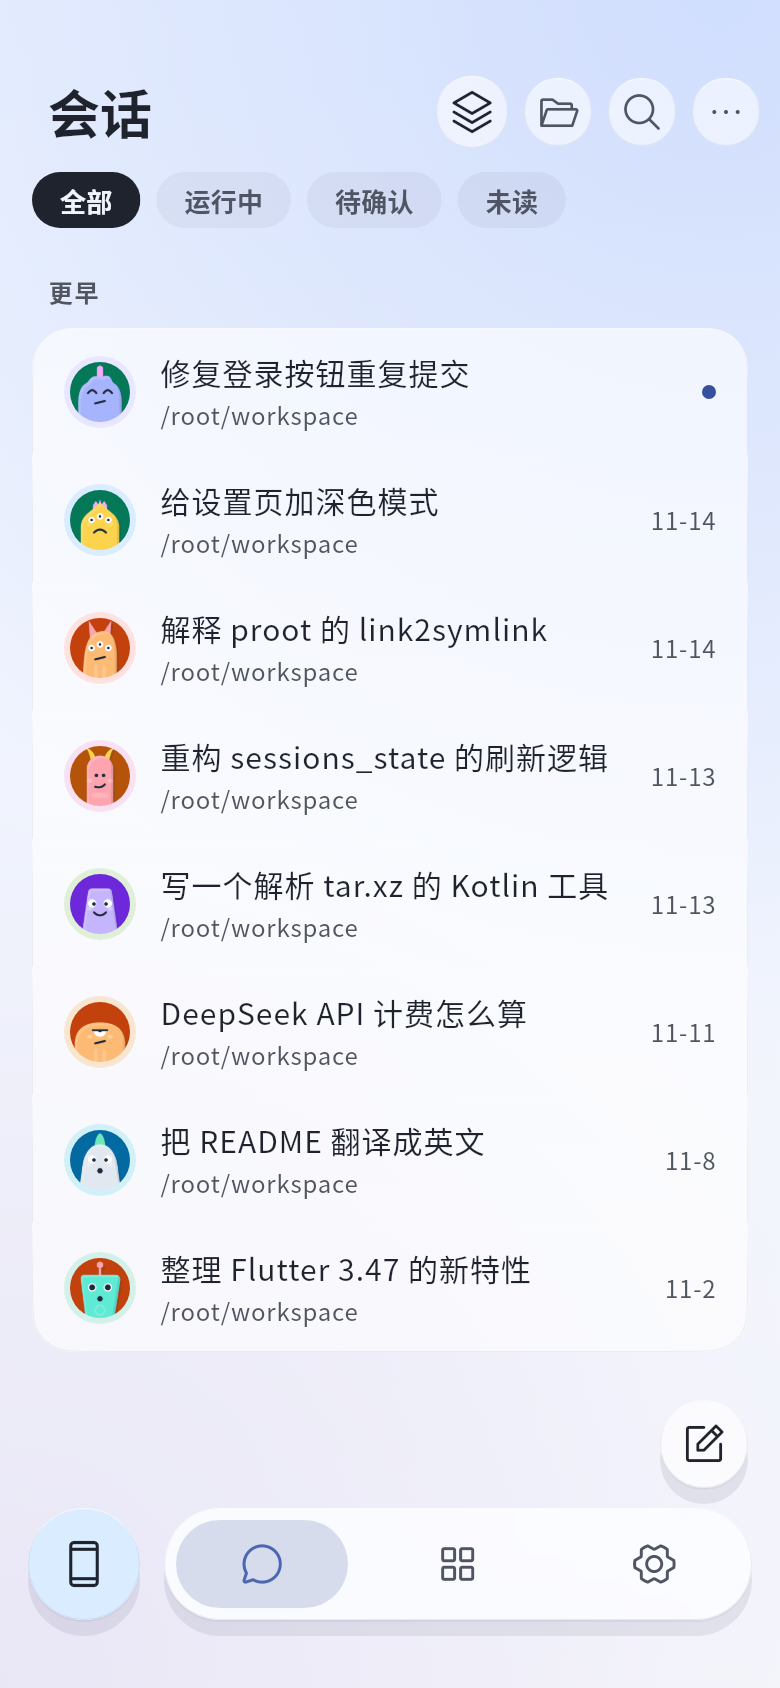 会话
全部
运行中
待确认
未读
更早
修复登录按钮重复提交
/root/workspace
给设置页加深色模式
/root/workspace
11-14
解释 proot 的 link2symlink
/root/workspace
11-14
重构 sessions_state 的刷新逻辑
/root/workspace
11-13
写一个解析 tar.xz 的 Kotlin 工具
/root/workspace
11-13
DeepSeek API 计费怎么算
/root/workspace
11-11
把 README 翻译成英文
/root/workspace
11-8
整理 Flutter 3.47 的新特性
/root/workspace
11-2